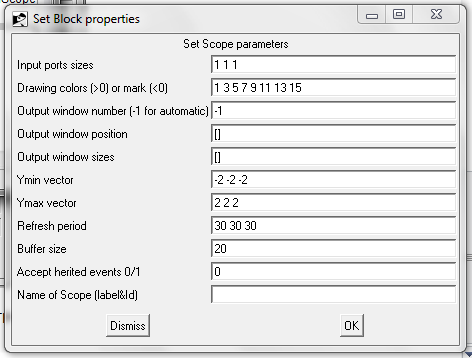 Scope
Set Block properties
Set Scope parameters
Input ports sizes 1 1 1
Drawing colors (>0) or mark (<0) 1 3 5 7 9 11 13 15
Output window number (-1 for automatic) -1
Output window position []
Output window sizes []
Ymin vector -2 -2 -2
Ymax vector 2 2 2
Refresh period 30 30 30
Buffer size 20
Accept herited events 0/1 0
Name of Scope (label&Id)
Dismiss OK